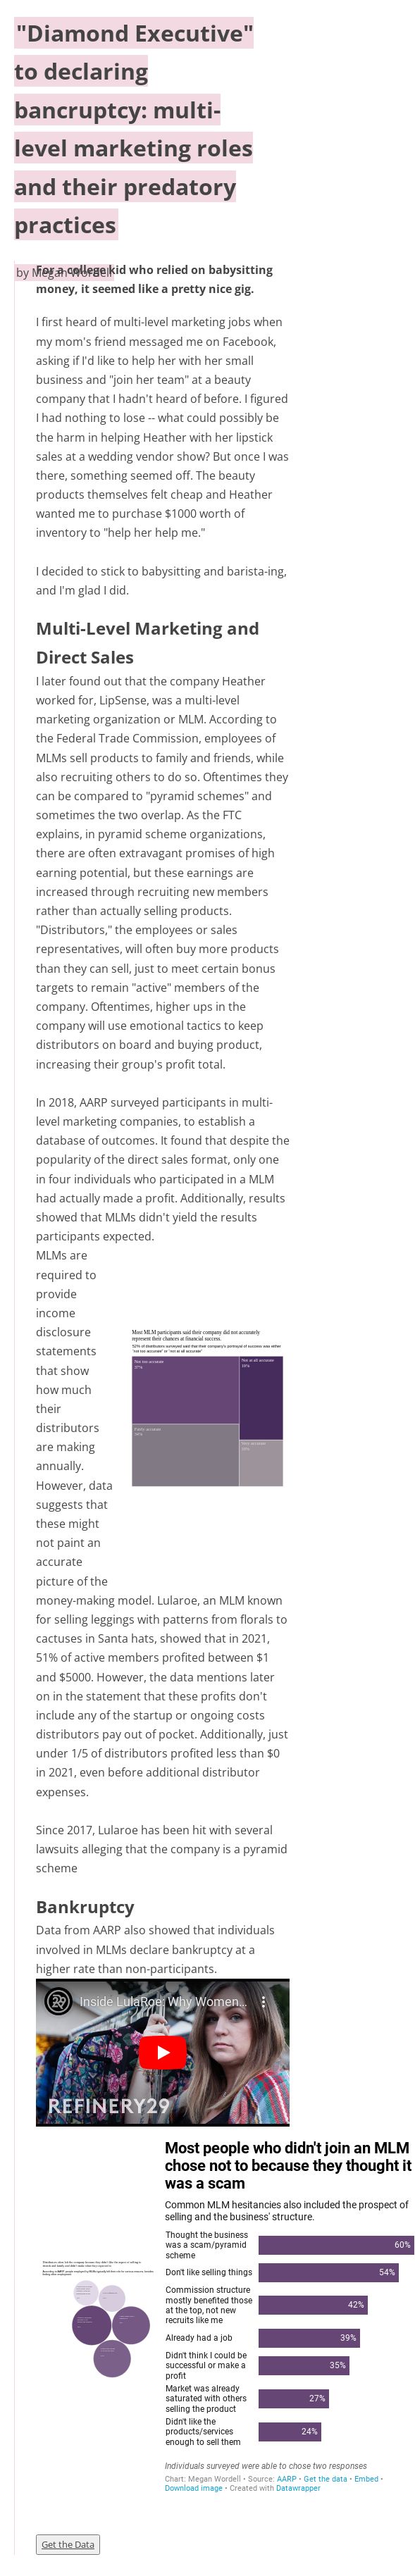 "Diamond Executive"
to declaring
bancruptcy: multi-
level marketing roles
and their predatory
practices
by Megan Wordell
For a college kid who relied on babysitting
money, it seemed like a pretty nice gig.
I first heard of multi-level marketing jobs when
my mom's friend messaged me on Facebook,
asking if I'd like to help her with her small
business and "join her team" at a beauty
company that I hadn't heard of before. I figured
I had nothing to lose -- what could possibly be
the harm in helping Heather with her lipstick
sales at a wedding vendor show? But once I was
there, something seemed off. The beauty
products themselves felt cheap and Heather
wanted me to purchase $1000 worth of
inventory to "help her help me."
I decided to stick to babysitting and barista-ing,
and I'm glad I did.
Multi-Level Marketing and
Direct Sales
I later found out that the company Heather
worked for, LipSense, was a multi-level
marketing organization or MLM. According to
the Federal Trade Commission, employees of
MLMs sell products to family and friends, while
also recruiting others to do so. Oftentimes they
can be compared to "pyramid schemes" and
sometimes the two overlap. As the FTC
explains, in pyramid scheme organizations,
there are often extravagant promises of high
earning potential, but these earnings are
increased through recruiting new members
rather than actually selling products.
"Distributors," the employees or sales
representatives, will often buy more products
than they can sell, just to meet certain bonus
targets to remain "active" members of the
company. Oftentimes, higher ups in the
company will use emotional tactics to keep
distributors on board and buying product,
increasing their group's profit total.
In 2018, AARP surveyed participants in multi-
level marketing companies, to establish a
database of outcomes. It found that despite the
popularity of the direct sales format, only one
in four individuals who participated in a MLM
had actually made a profit. Additionally, results
showed that MLMs didn't yield the results
participants expected.
MLMs are
required to
provide
income
disclosure
statements
that show
how much
their
distributors
are making
annually.
However, data
suggests that
these might
not paint an
accurate
picture of the
Most MLM participants said their company did not accurately
represent their chances at financial success.
52% of distributors surveyed said that their company's portrayal of success was either
"not too accurate" or "not at all accurate"
Not too accurate
Not at all accurate
Fairly accurate
Very accurate
money-making model. Lularoe, an MLM known
for selling leggings with patterns from florals to
cactuses in Santa hats, showed that in 2021,
51% of active members profited between $1
and $5000. However, the data mentions later
on in the statement that these profits don't
include any of the startup or ongoing costs
distributors pay out of pocket. Additionally, just
under 1/5 of distributors profited less than $0
in 2021, even before additional distributor
expenses.
Since 2017, Lularoe has been hit with several
lawsuits alleging that the company is a pyramid
scheme
Bankruptcy
Data from AARP also showed that individuals
involved in MLMs declare bankruptcy at a
higher rate than non-participants.
29 Inside LulaRoe: Why Women...
REFINERY29
Most people who didn't join an MLM
chose not to because they thought it
was a scam
Common MLM hesitancies also included the prospect of
selling and the business' structure.
Thought the business
was a scam/pyramid
scheme
60%
Don't like selling things
54%
Commission structure
mostly benefited those
at the top, not new
recruits like me
42%
Already had a job
39%
Didn't think I could be
successful or make a
profit
35%
Market was already
saturated with others
selling the product
27%
Didn't like the
products/services
enough to sell them
24%
Individuals surveyed were able to chose two responses
Chart: Megan Wordell • Source: AARP • Get the data • Embed •
Download image • Created with Datawrapper
Get the Data